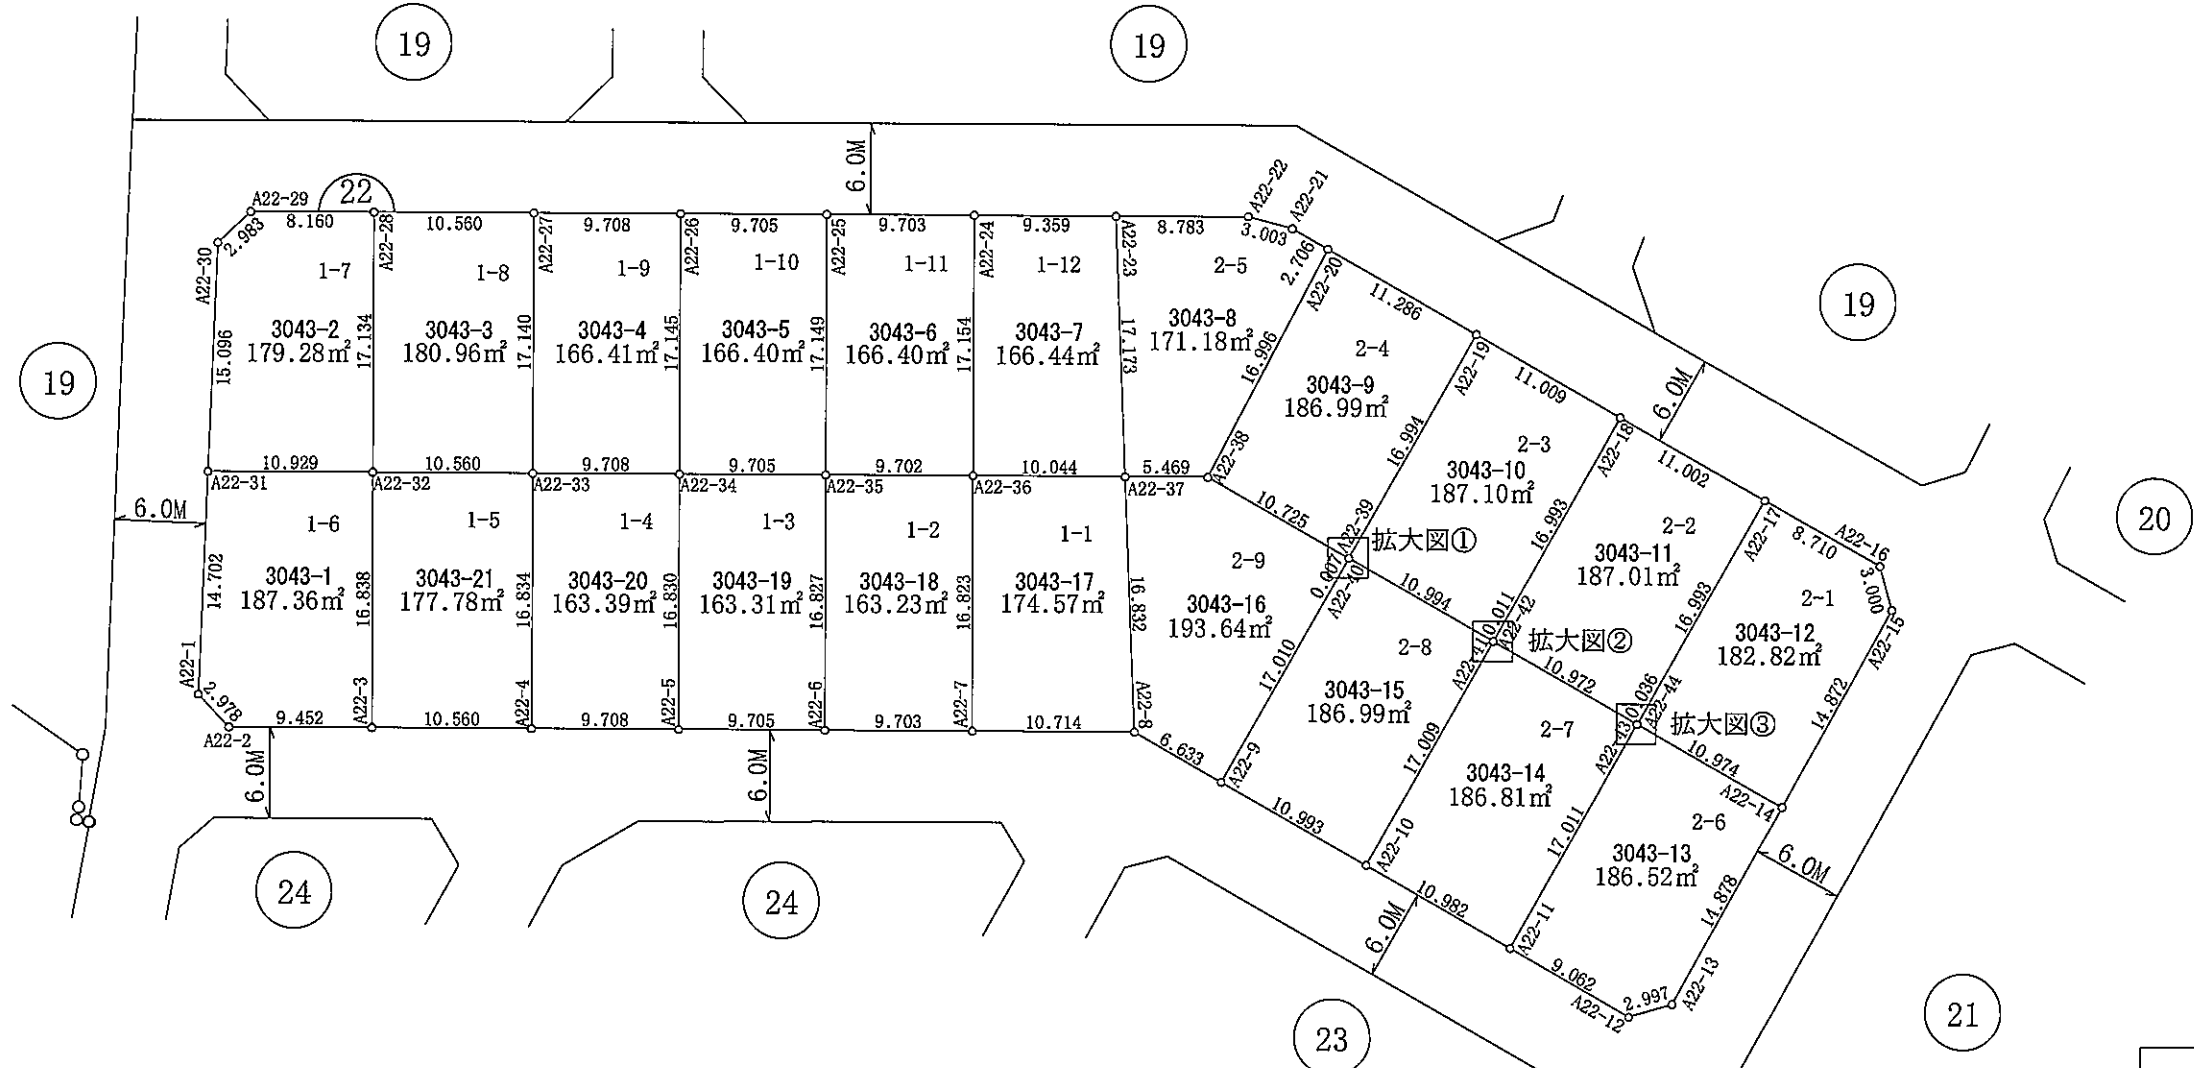 19
19
6.0M
22
A22-29
8.160
A22-28
10.560
A22-27
9.708
A22-26
9.705
A22-25
9.703
A22-24
9.359
A22-23
8.783
A22-22
A22-21
3.003
2.706
A22-20
2.983
A22-30
1-7
1-8
1-9
1-10
1-11
1-12
2-5
11.286
19
3043-2
179.28㎡
3043-3
180.96㎡
3043-4
166.41㎡
3043-5
166.40㎡
3043-6
166.40㎡
3043-7
166.44㎡
3043-8
171.18㎡
15.096
17.134
17.140
17.145
17.149
17.154
17.173
16.996
2-4
3043-9
186.99㎡
A22-19
11.009
6.0M
19
16.994
2-3
3043-10
187.10㎡
A22-18
11.002
10.929
10.560
9.708
9.705
9.702
10.044
5.469
A22-38
A22-31
A22-32
A22-33
A22-34
A22-35
A22-36
A22-37
6.0M
10.725
A22-39
拡大図①
0.007
A22-40
16.993
2-2
3043-11
187.01㎡
A22-17
8.710
A22-16
3.000
A22-15
20
1-6
1-5
1-4
1-3
1-2
1-1
2-9
3043-1
187.36㎡
3043-21
177.78㎡
3043-20
163.39㎡
3043-19
163.31㎡
3043-18
163.23㎡
3043-17
174.57㎡
3043-16
193.64㎡
14.702
16.838
16.834
16.830
16.827
16.823
16.832
10.994
0.011
A22-42
A22-41
拡大図②
16.993
2-1
3043-12
182.82㎡
17.010
2-8
3043-15
186.99㎡
10.972
0.036
A22-44
A22-43
拡大図③
14.872
A22-1
2.978
A22-2
9.452
A22-3
10.560
A22-4
9.708
A22-5
9.705
A22-6
9.703
A22-7
10.714
A22-8
6.633
A22-9
17.009
2-7
3043-14
186.81㎡
10.974
A22-14
6.0M
6.0M
10.993
A22-10
17.011
2-6
3043-13
186.52㎡
6.0M
14.878
24
24
6.0M
10.982
A22-11
9.062
A22-12
2.997
A22-13
23
21